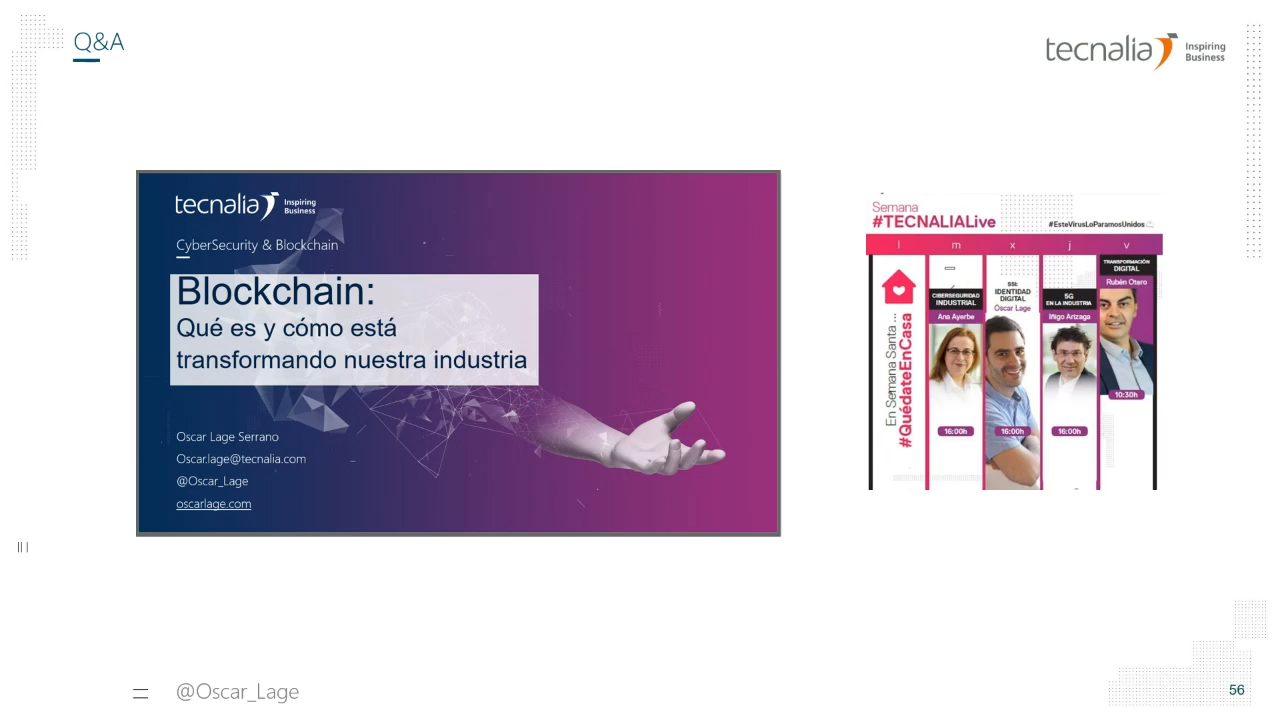 Q&A
tecnalia Inspiring
Business
tecnalia Inspiring
Business
CyberSecurity & Blockchain
Blockchain:
Qué es y cómo está
transformando nuestra industria
Oscar Lage Serrano
Oscar.lage@tecnalia.com
@Oscar_Lage
oscarlage.com
Semana
#TECNALIALive
#EsteVirusLoParamosUnidos
l m x j v
En Semana Santa ...
#QuédateEnCasa
CIBERSEGURIDAD
INDUSTRIAL
Ana Ayerbe
16:00h
SSI:
IDENTIDAD
DIGITAL
Oscar Lage
16:00h
5G
EN LA INDUSTRIA
Iñigo Arizaga
16:00h
TRANSFORMACIÓN
DIGITAL
Rubén Otero
10:30h
@Oscar_Lage
56